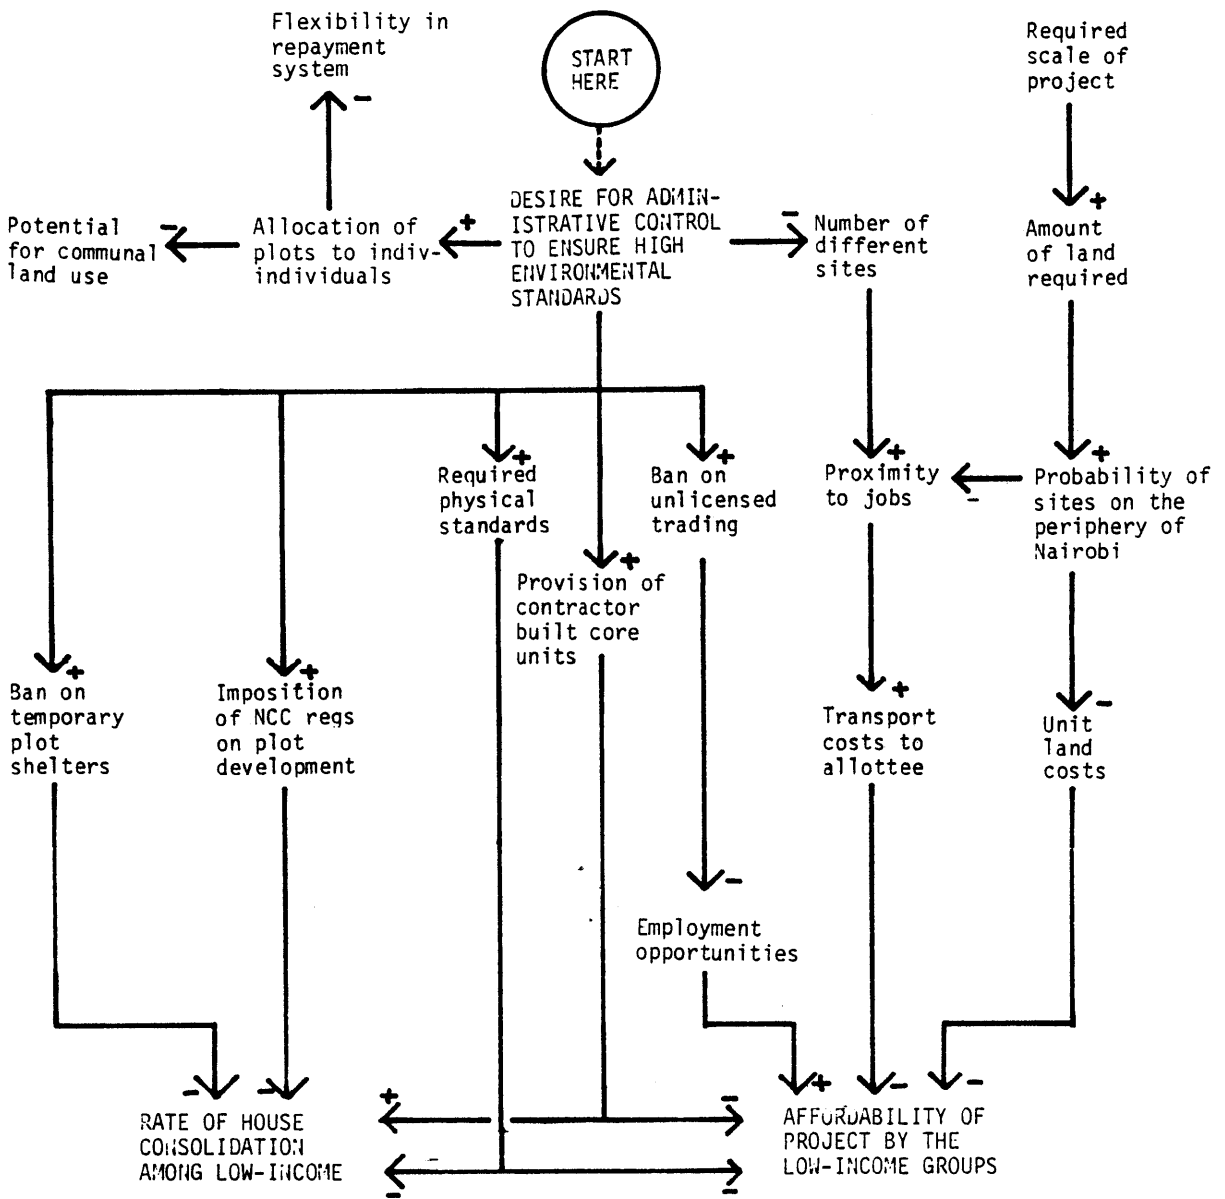 Flexibility in
repayment
system
START
HERE
Required
scale of
project
Potential
for communal
land use
Allocation of
plots to indiv-
individuals
DESIRE FOR ADMIN-
ISTRATIVE CONTROL
TO ENSURE HIGH
ENVIRONMENTAL
STANDARDS
Number of
different
sites
Amount
of land
required
Required
physical
standards
Ban on
unlicensed
trading
Proximity
to jobs
Probability of
sites on the
periphery of
Nairobi
Provision of
contractor
built core
units
Ban on
temporary
plot
shelters
Imposition
of NCC regs
on plot
development
Transport
costs to
allottee
Unit
land
costs
Employment
opportunities
RATE OF HOUSE
CONSOLIDATION
AMONG LOW-INCOME
AFFORDABILITY OF
PROJECT BY THE
LOW-INCOME GROUPS